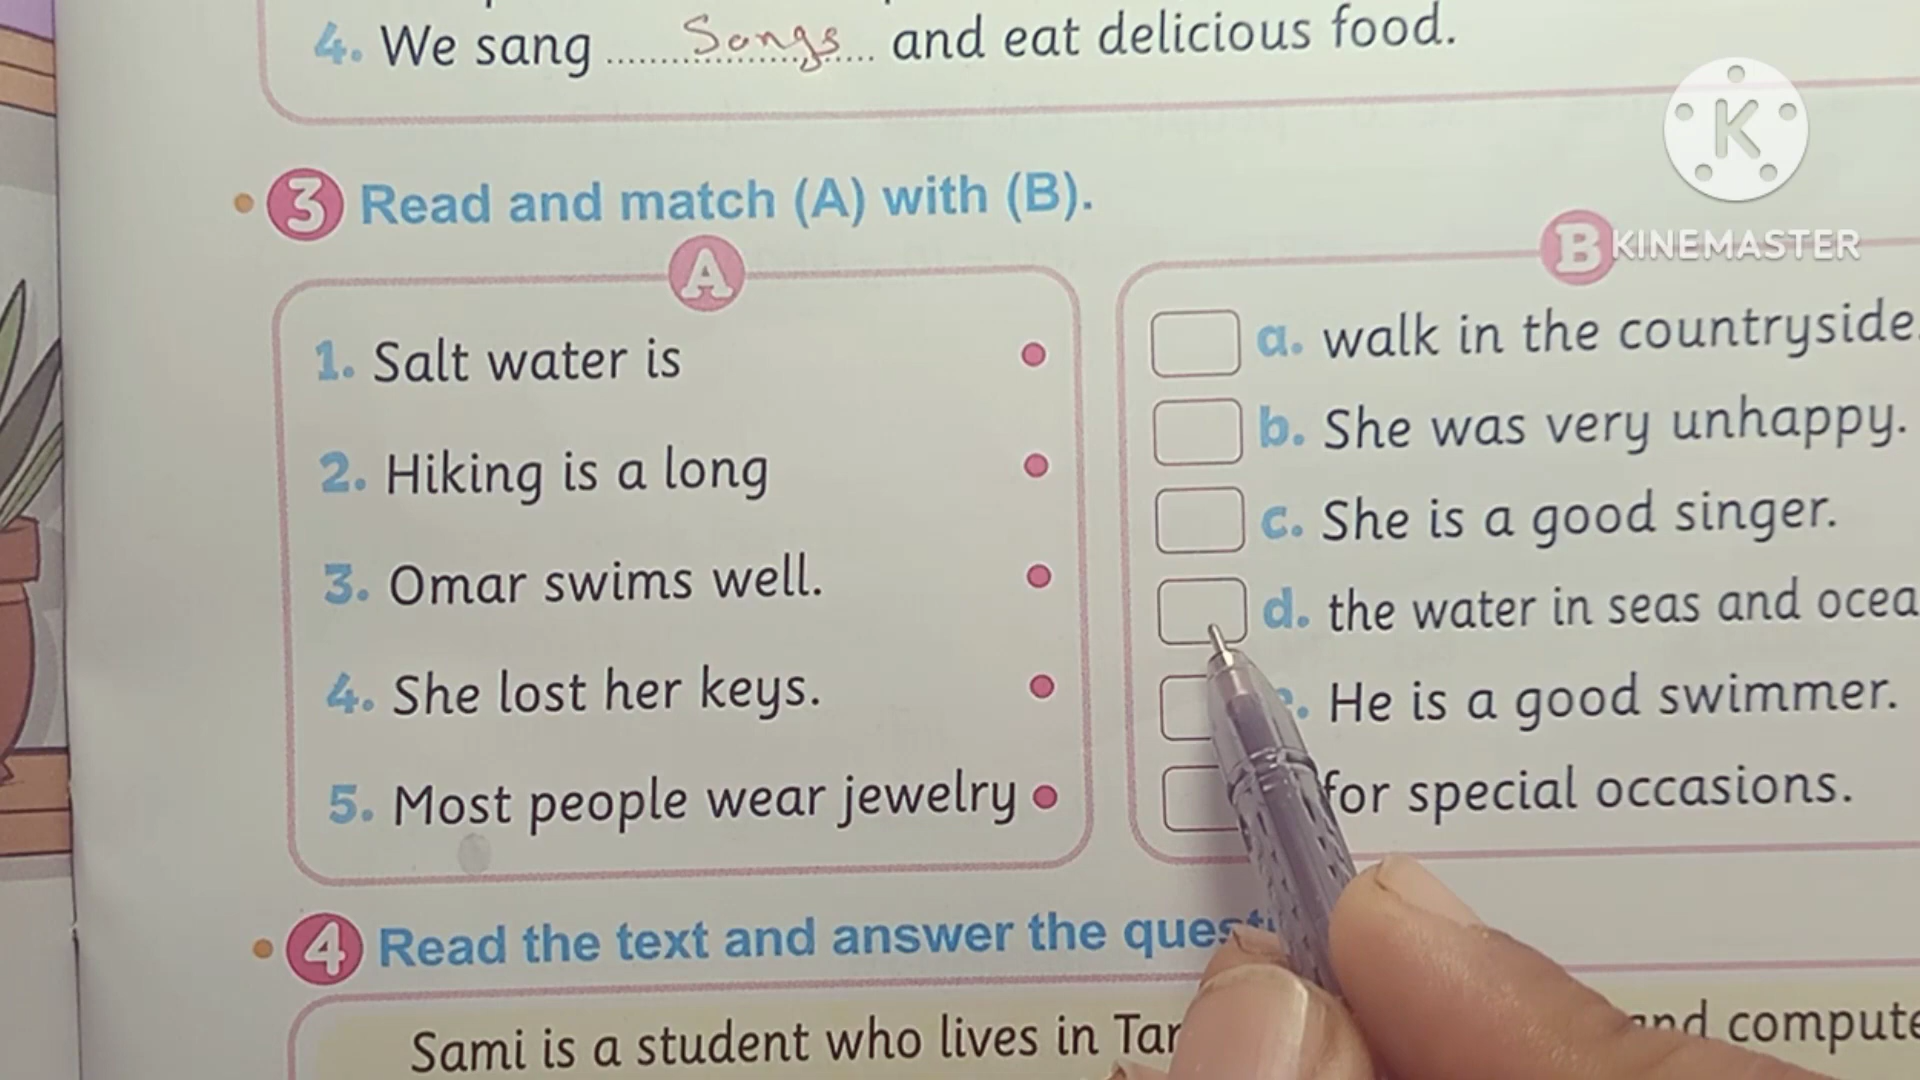 4. We sang Songs and eat delicious food.
3 Read and match (A) with (B).
K
KINEMASTER
A
1. Salt water is
2. Hiking is a long
3. Omar swims well.
4. She lost her keys.
5. Most people wear jewelry
B
a. walk in the countryside.
b. She was very unhappy.
c. She is a good singer.
d. the water in seas and ocea
He is a good swimmer.
for special occasions.
4 Read the text and answer the quest
Sami is a student who lives in Tan and compute